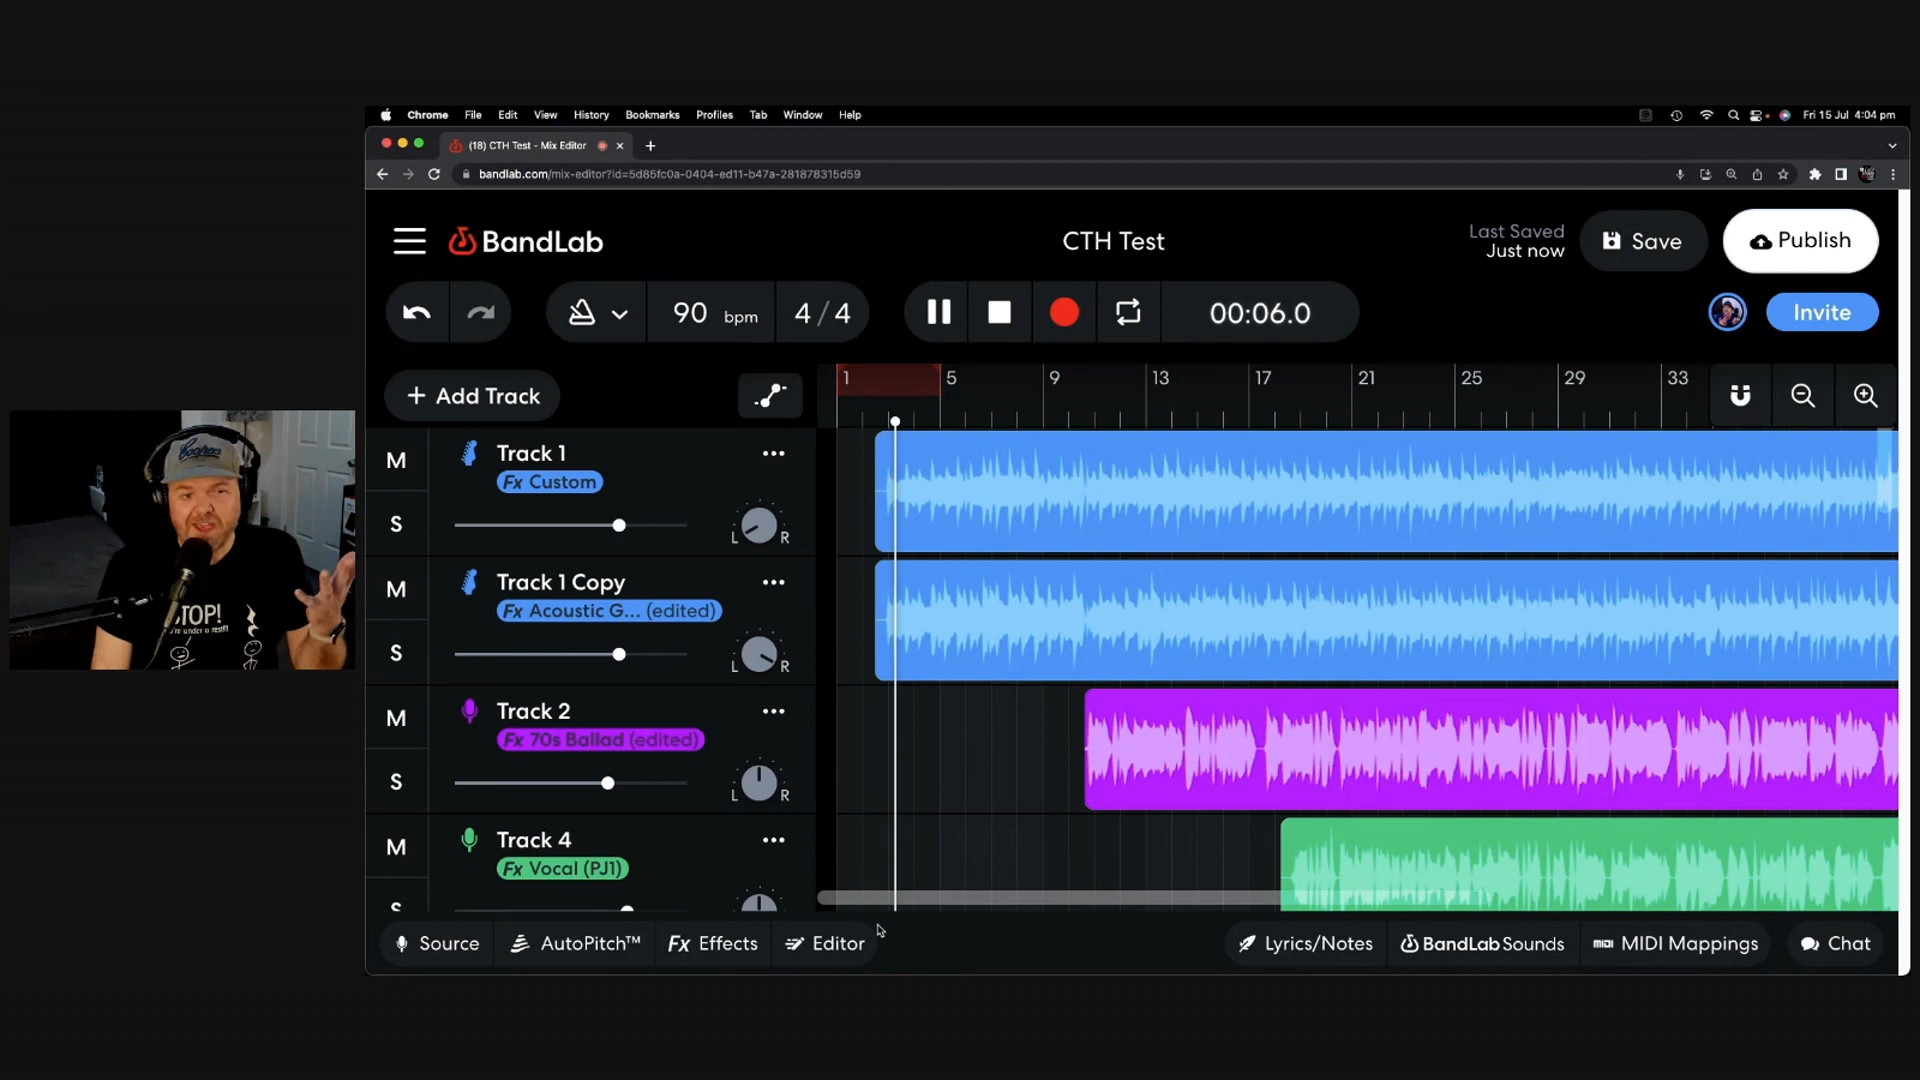 Chrome File Edit View History Bookmarks Profiles Tab Window Help
Fri 15 Jul 4:04 pm
(18) CTH Test - Mix Editor
bandlab.com/mix-editor?id=5d85fc0a-0404-ed11-b47a-281878315d59
BandLab
CTH Test
Last Saved
Just now
Save
Publish
90 bpm
4 / 4
00:06.0
Invite
+ Add Track
1 5 9 13 17 21 25 29 33
M
Track 1
Fx Custom
S
L R
M
Track 1 Copy
Fx Acoustic G... (edited)
S
L R
M
Track 2
Fx 70s Ballad (edited)
S
L R
M
Track 4
Fx Vocal (PJ1)
S
Source
AutoPitch™
Fx Effects
Editor
Lyrics/Notes
BandLab Sounds
MIDI MIDI Mappings
Chat
Coopers
STOP!